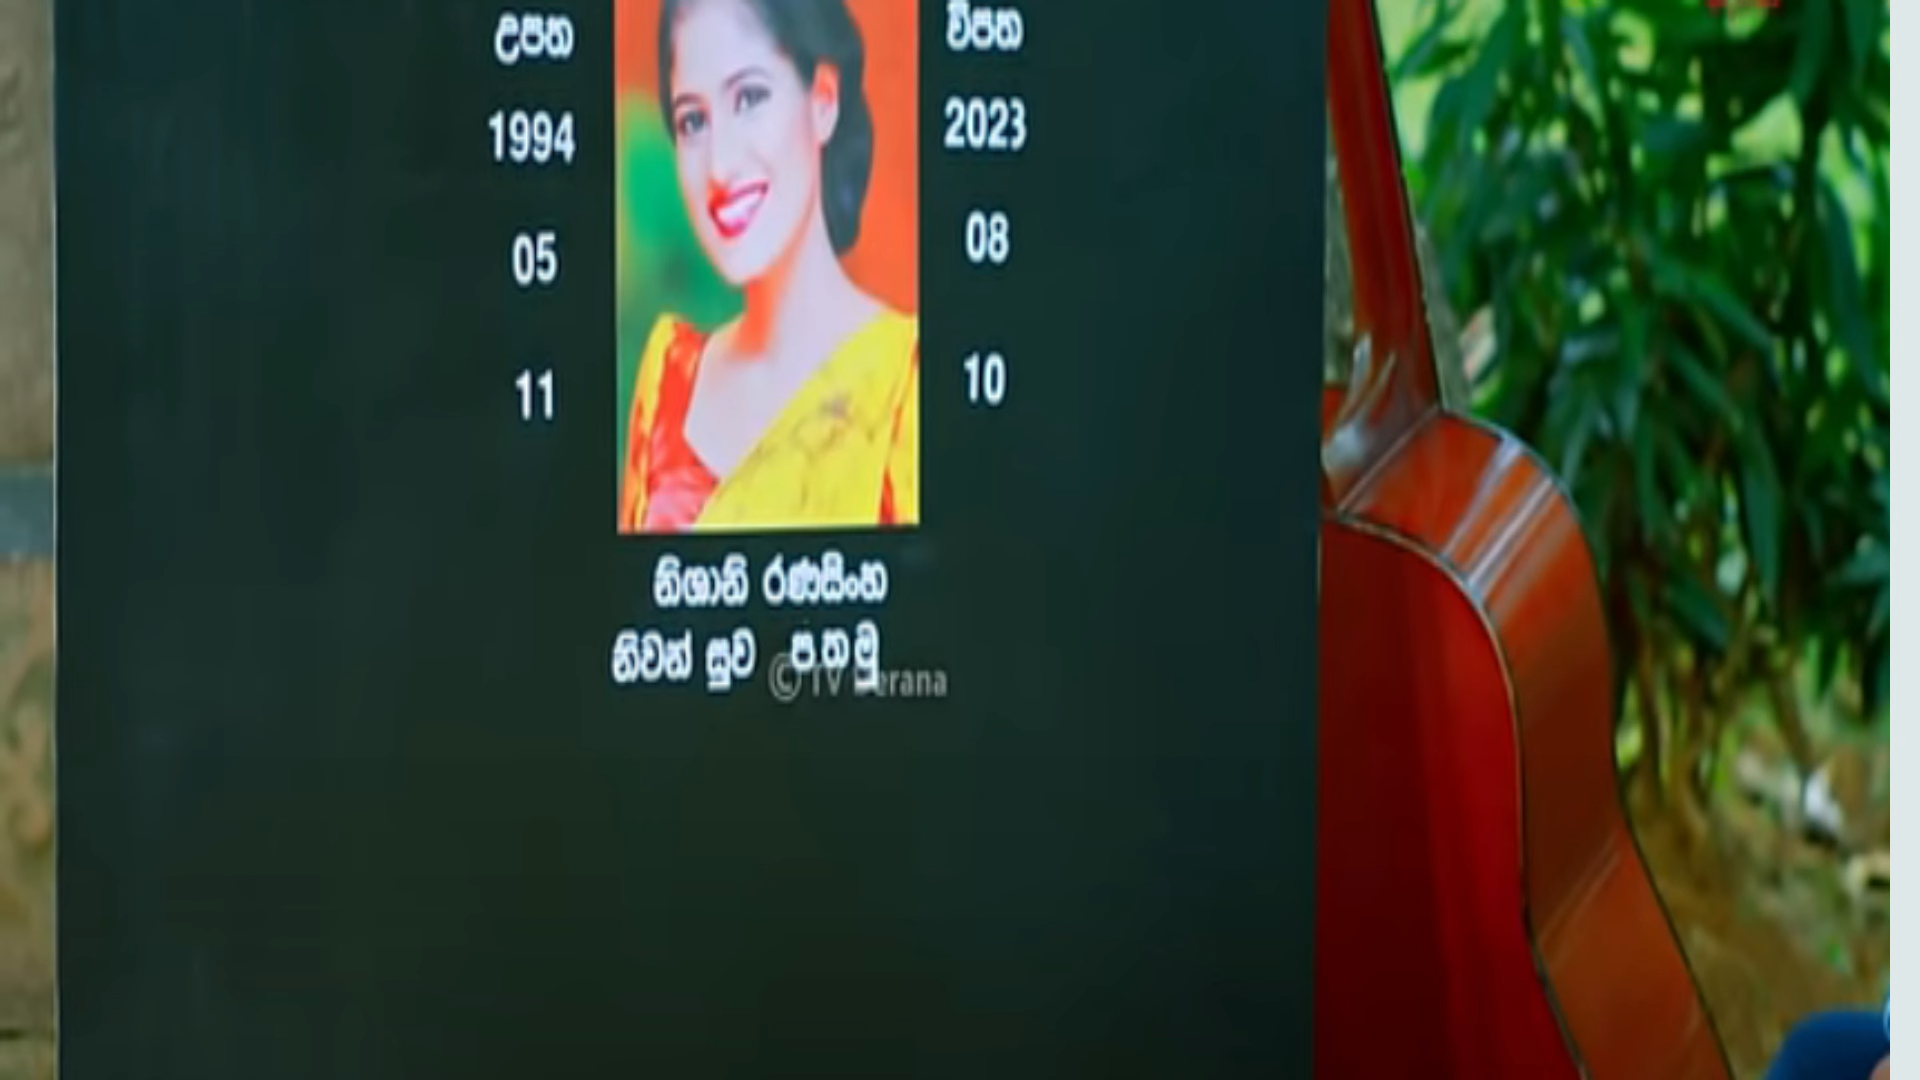 උපත
විපත
1994
2023
05
08
11
10
නිශානි රණසිංහ
නිවන් සුව පතමු
© TV Derana